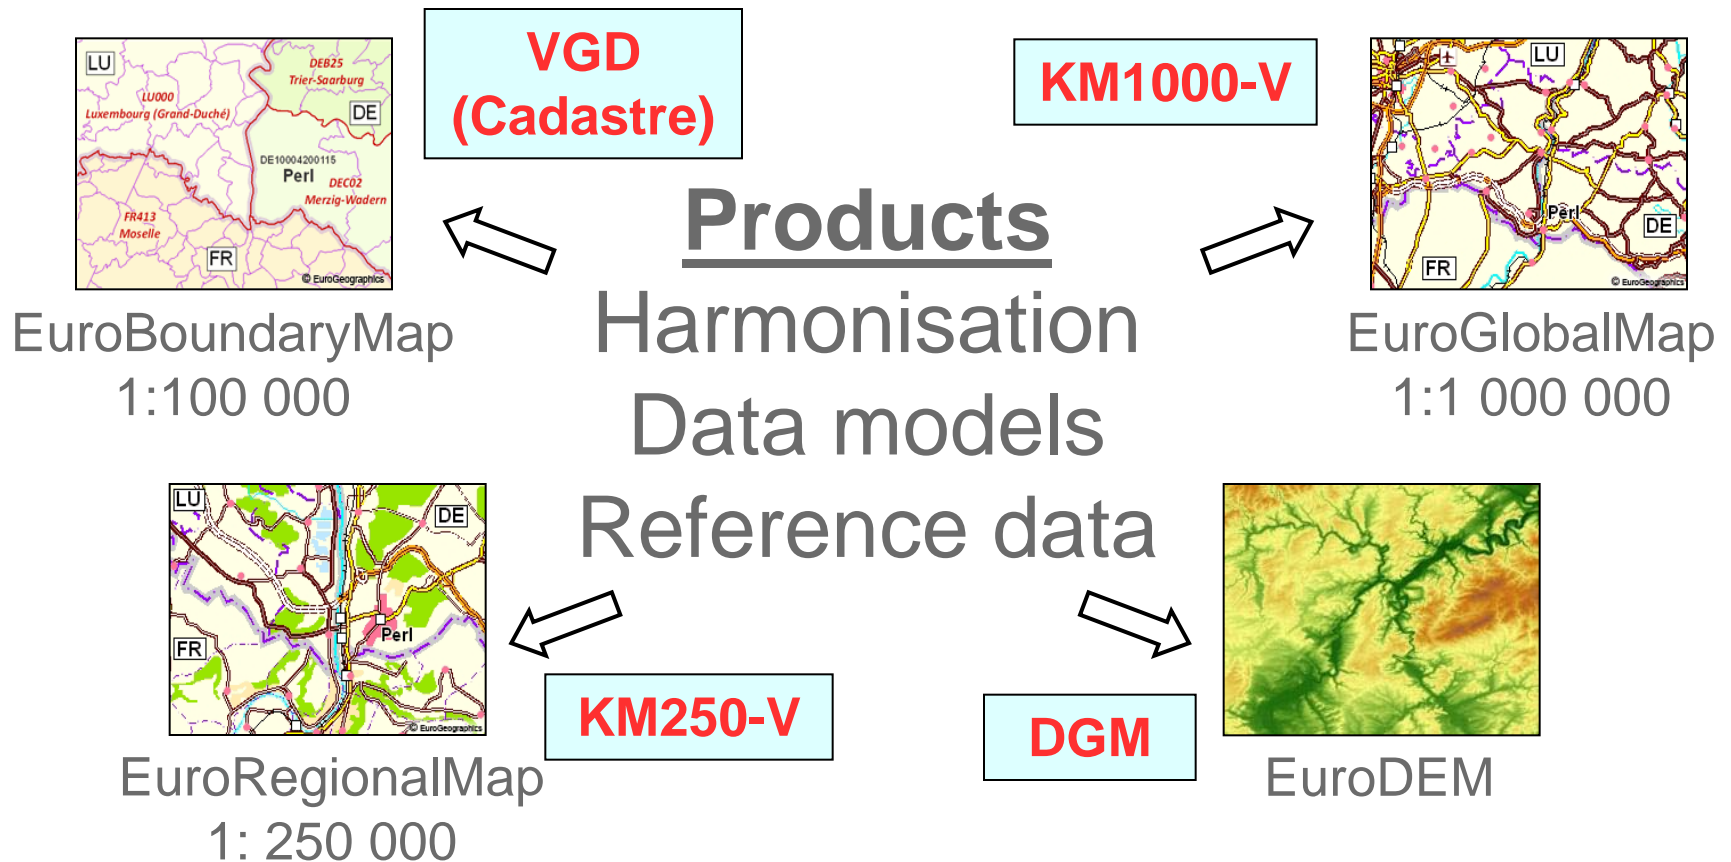 VGD
(Cadastre)
KM1000-V
LU
DEB25
Trier-Saarburg
LU000
Luxembourg (Grand-Duché)
DE
DE10004200115
Perl
DEC02
Merzig-Wadern
FR413
Moselle
FR
© EuroGeographics
LU
Perl
DE
FR
© EuroGeographics
Products
Harmonisation
Data models
Reference data
EuroBoundaryMap
1:100 000
EuroGlobalMap
1:1 000 000
LU
DE
Perl
FR
© EuroGeographics
KM250-V
DGM
EuroRegionalMap
1: 250 000
EuroDEM